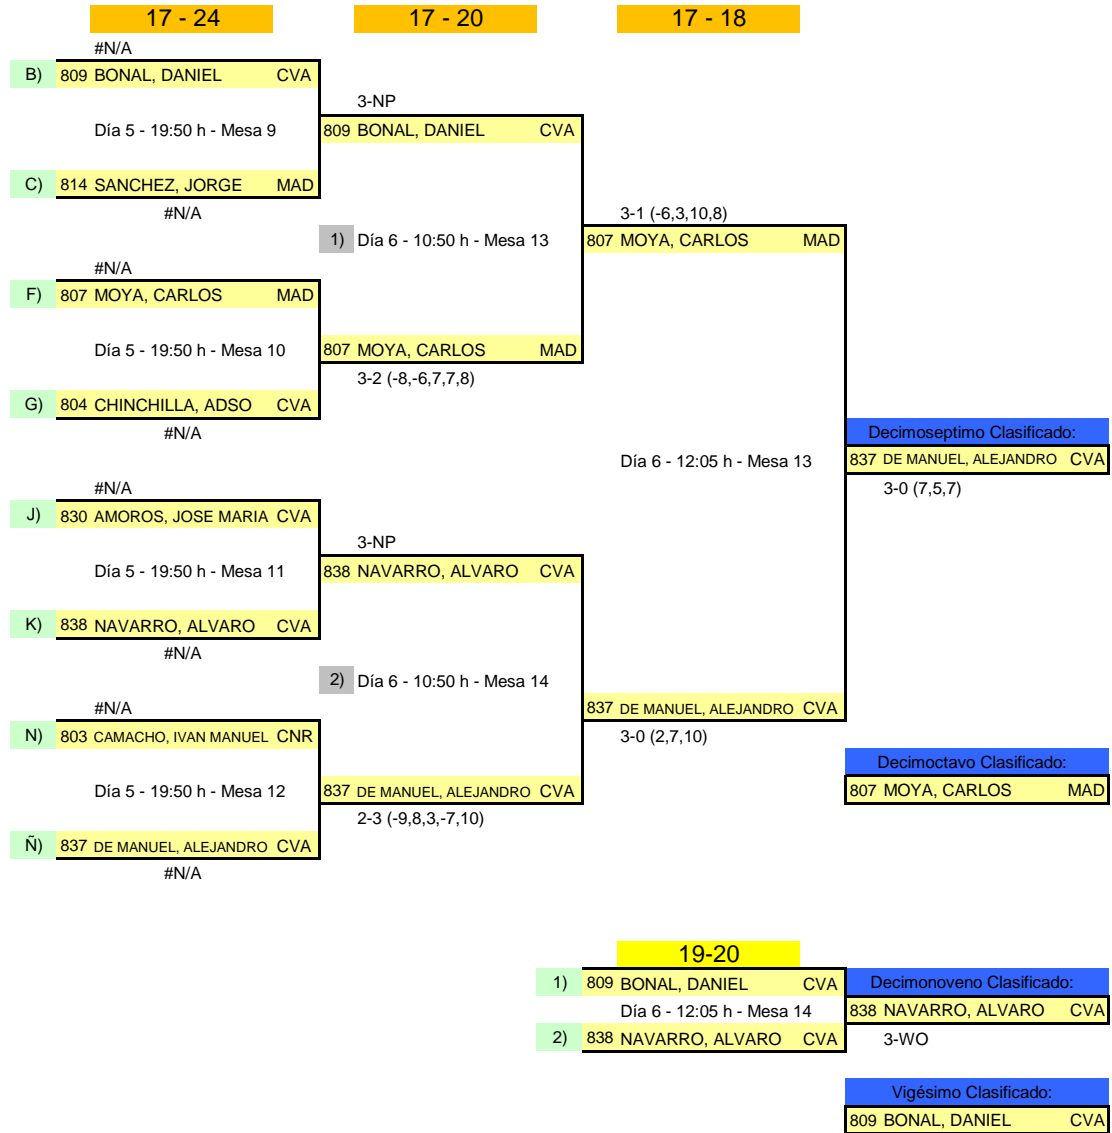 17 - 24 17 - 20 17 - 18
#N/A
B) 809 BONAL, DANIEL CVA
3-NP
Día 5 - 19:50 h - Mesa 9 809 BONAL, DANIEL CVA
C) 814 SANCHEZ, JORGE MAD
#N/A 3-1 (-6,3,10,8)
1) Día 6 - 10:50 h - Mesa 13 807 MOYA, CARLOS MAD
#N/A
F) 807 MOYA, CARLOS MAD
Día 5 - 19:50 h - Mesa 10 807 MOYA, CARLOS MAD
3-2 (-8,-6,7,7,8)
G) 804 CHINCHILLA, ADSO CVA
#N/A Decimoseptimo Clasificado:
Día 6 - 12:05 h - Mesa 13 837 DE MANUEL, ALEJANDRO CVA
#N/A 3-0 (7,5,7)
J) 830 AMOROS, JOSE MARIA CVA
3-NP
Día 5 - 19:50 h - Mesa 11 838 NAVARRO, ALVARO CVA
K) 838 NAVARRO, ALVARO CVA
#N/A
2) Día 6 - 10:50 h - Mesa 14
#N/A 837 DE MANUEL, ALEJANDRO CVA
N) 803 CAMACHO, IVAN MANUEL CNR 3-0 (2,7,10)
Decimoctavo Clasificado:
Día 5 - 19:50 h - Mesa 12 837 DE MANUEL, ALEJANDRO CVA 807 MOYA, CARLOS MAD
2-3 (-9,8,3,-7,10)
Ñ) 837 DE MANUEL, ALEJANDRO CVA
#N/A
19-20
1) 809 BONAL, DANIEL CVA Decimonoveno Clasificado:
Día 6 - 12:05 h - Mesa 14 838 NAVARRO, ALVARO CVA
2) 838 NAVARRO, ALVARO CVA 3-WO
Vigésimo Clasificado:
809 BONAL, DANIEL CVA